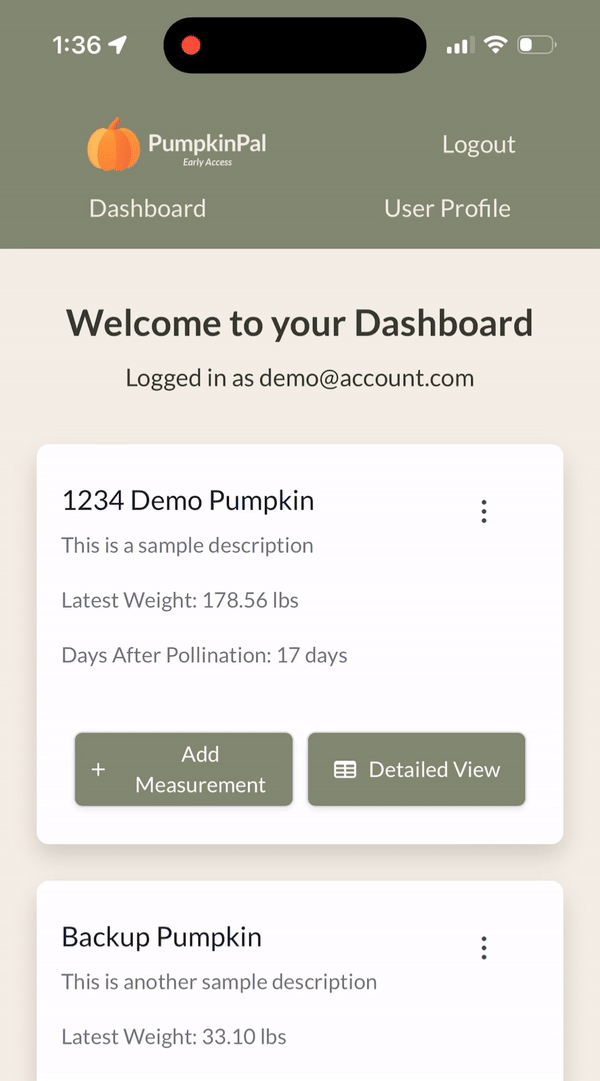 1:36
PumpkinPal
Early Access
Logout
Dashboard
User Profile
Welcome to your Dashboard
Logged in as demo@account.com
1234 Demo Pumpkin
This is a sample description
Latest Weight: 178.56 lbs
Days After Pollination: 17 days
+ Add
Measurement
Detailed View
Backup Pumpkin
This is another sample description
Latest Weight: 33.10 lbs